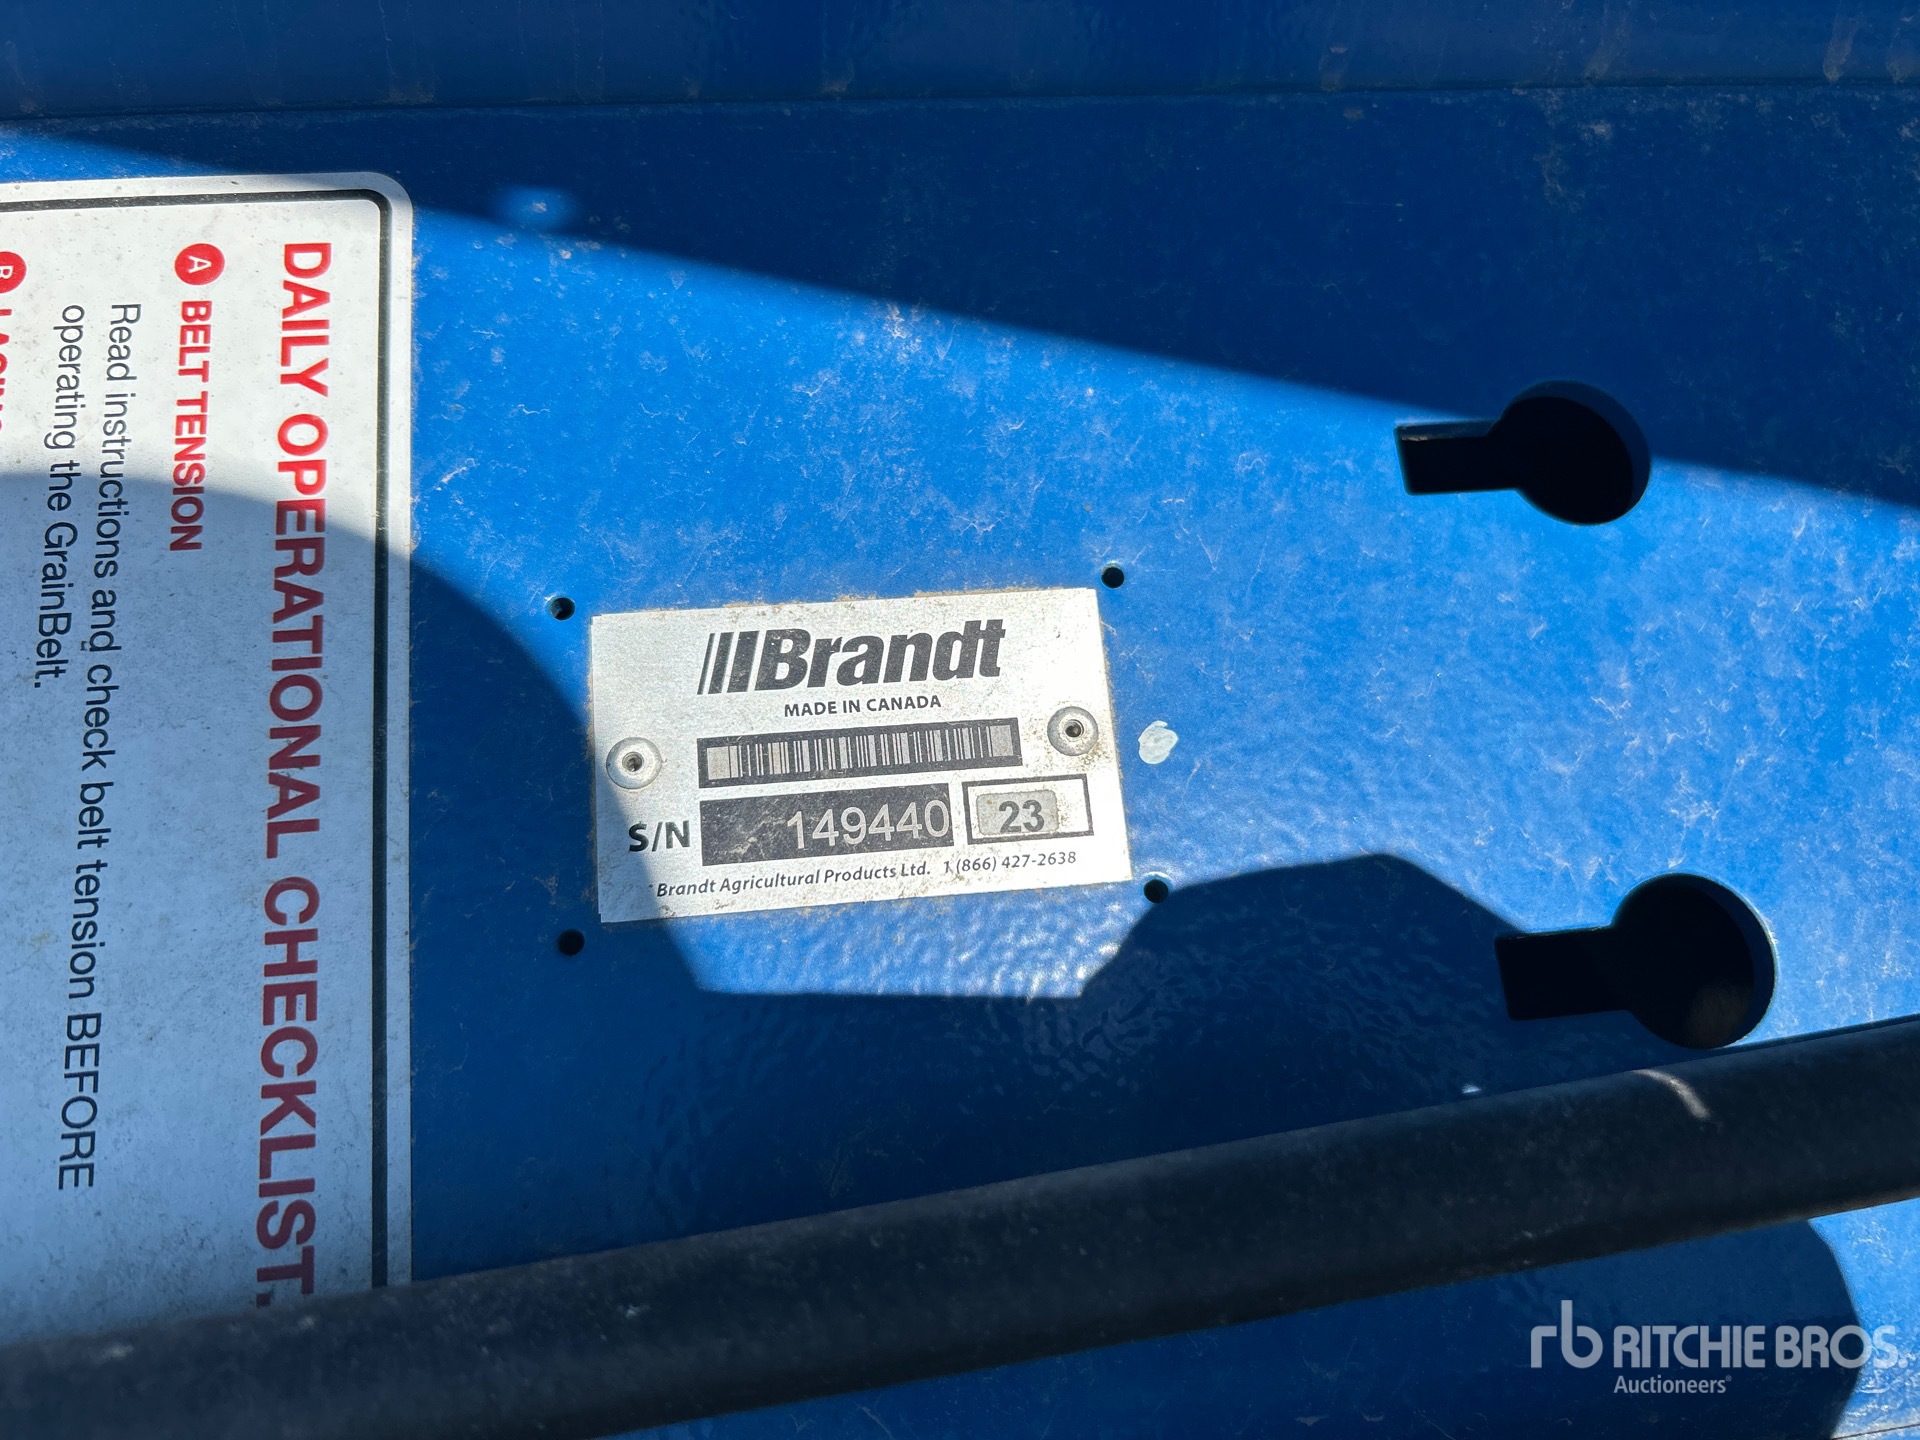 DAILY OPERATIONAL CHECKLIST.
A BELT TENSION
Read instructions and check belt tension BEFORE
operating the GrainBelt.
B
Brandt
MADE IN CANADA
S/N 149440 23
Brandt Agricultural Products Ltd. 1 (866) 427-2638
rb RITCHIE BROS.
Auctioneers